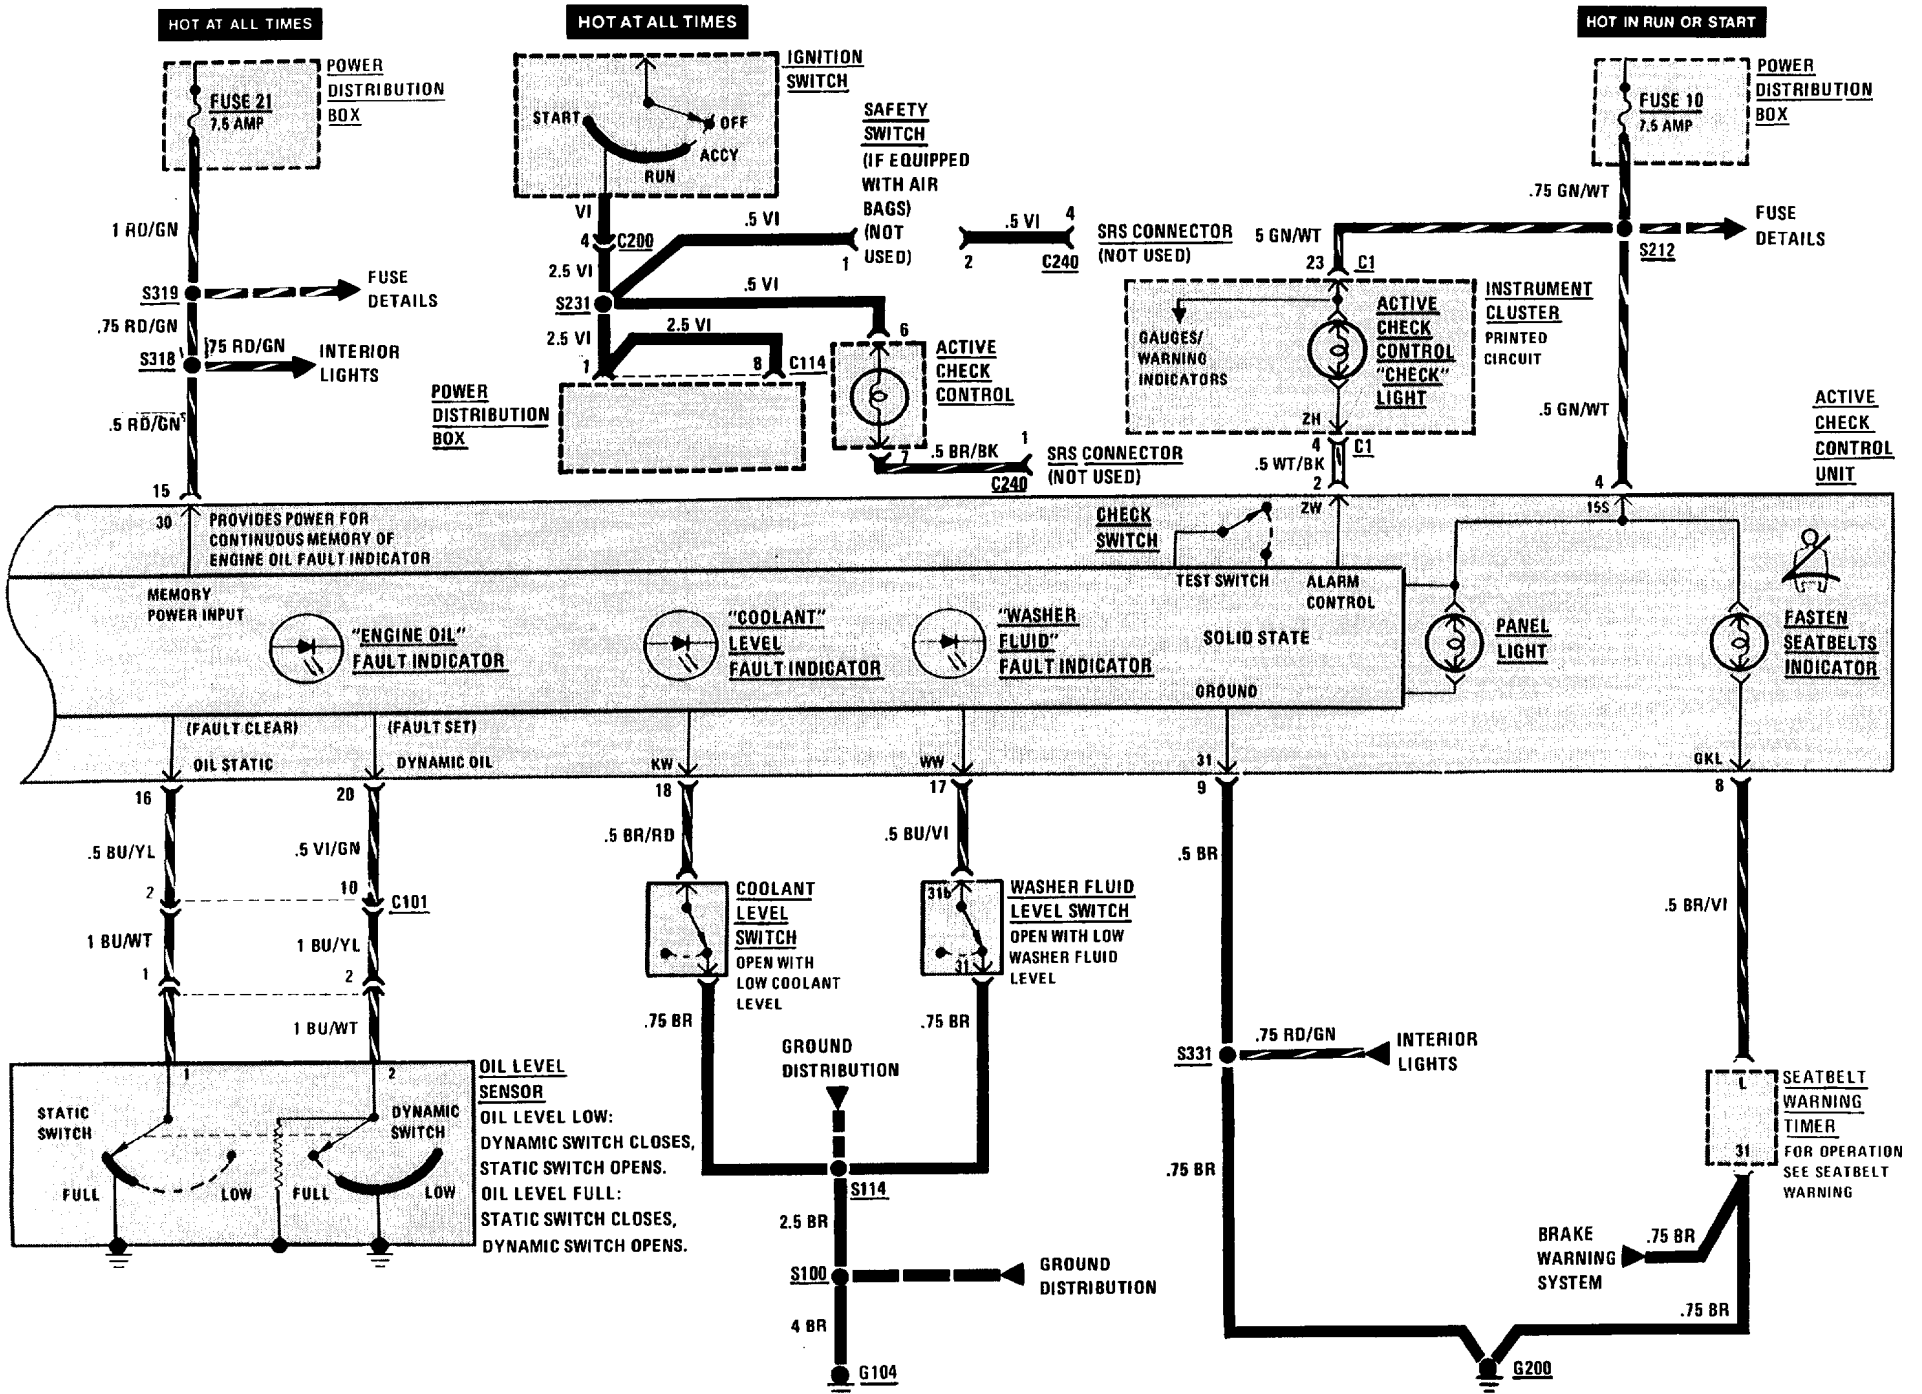 HOT AT ALL TIMES
POWER
DISTRIBUTION
BOX
FUSE 21
7.5 AMP
1 RD/GN
S319
FUSE
DETAILS
.75 RD/GN
S318
75 RD/GN
INTERIOR
LIGHTS
.5 RD/GN
15
HOT AT ALL TIMES
IGNITION
SWITCH
START
OFF
ACCY
RUN
VI
4
C200
2.5 VI
S231
2.5 VI
2.5 VI
1
8
C114
POWER
DISTRIBUTION
BOX
.5 VI
1
SAFETY
SWITCH
(IF EQUIPPED
WITH AIR
BAGS)
(NOT
USED)
.5 VI
6
ACTIVE
CHECK
CONTROL
7
.5 BR/BK
1
C240
SRS CONNECTOR
(NOT USED)
.5 VI
4
2
C240
SRS CONNECTOR
(NOT USED)
HOT IN RUN OR START
POWER
DISTRIBUTION
BOX
FUSE 10
7.5 AMP
.75 GN/WT
S212
FUSE
DETAILS
5 GN/WT
23
C1
INSTRUMENT
CLUSTER
PRINTED
CIRCUIT
GAUGES/
WARNING
INDICATORS
ACTIVE
CHECK
CONTROL
"CHECK"
LIGHT
ZH
4
C1
.5 WT/BK
2
.5 GN/WT
4
ACTIVE
CHECK
CONTROL
UNIT
30
PROVIDES POWER FOR
CONTINUOUS MEMORY OF
ENGINE OIL FAULT INDICATOR
CHECK
SWITCH
ZW
15S
MEMORY
POWER INPUT
"ENGINE OIL"
FAULT INDICATOR
"COOLANT"
LEVEL
FAULT INDICATOR
"WASHER
FLUID"
FAULT INDICATOR
TEST SWITCH
ALARM
CONTROL
SOLID STATE
GROUND
PANEL
LIGHT
FASTEN
SEATBELTS
INDICATOR
(FAULT CLEAR)
OIL STATIC
(FAULT SET)
DYNAMIC OIL
KW
WW
31
GKL
16
20
18
17
9
8
.5 BU/YL
.5 VI/GN
2
10
C101
1 BU/WT
1 BU/YL
1
2
1 BU/WT
1
2
STATIC
SWITCH
DYNAMIC
SWITCH
FULL
LOW
FULL
LOW
OIL LEVEL
SENSOR
OIL LEVEL LOW:
DYNAMIC SWITCH CLOSES,
STATIC SWITCH OPENS.
OIL LEVEL FULL:
STATIC SWITCH CLOSES,
DYNAMIC SWITCH OPENS.
.5 BR/RD
COOLANT
LEVEL
SWITCH
OPEN WITH
LOW COOLANT
LEVEL
.75 BR
.5 BU/VI
31b
31
WASHER FLUID
LEVEL SWITCH
OPEN WITH LOW
WASHER FLUID
LEVEL
.75 BR
GROUND
DISTRIBUTION
S114
2.5 BR
S100
GROUND
DISTRIBUTION
4 BR
G104
.5 BR
S331
.75 RD/GN
INTERIOR
LIGHTS
.75 BR
.5 BR/VI
L
31
SEATBELT
WARNING
TIMER
FOR OPERATION
SEE SEATBELT
WARNING
BRAKE
WARNING
SYSTEM
.75 BR
.75 BR
G200